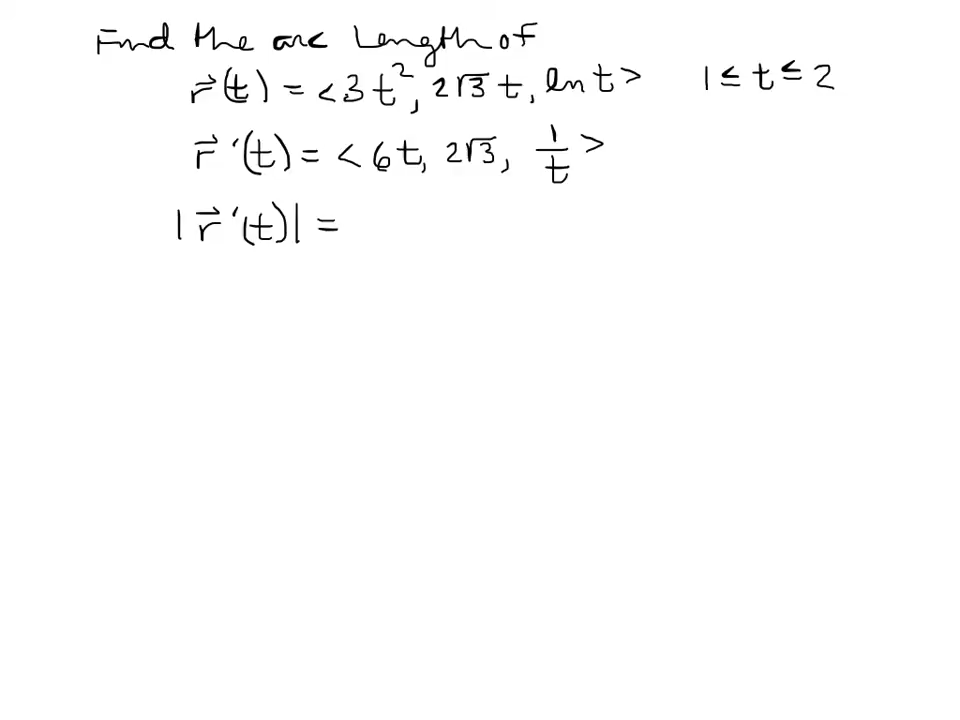 Find the arc Length of
r⃗(t) = <3t², 2√3 t, ln t>   1 ≤ t ≤ 2
r⃗ '(t) = <6t, 2√3, 1/t>
|r⃗ '(t)| =